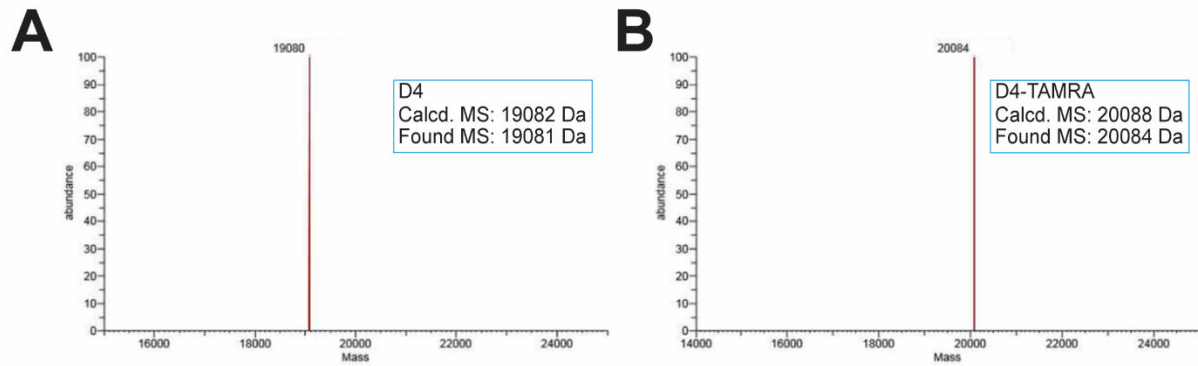 A
19080
100
90
80
70
60
50
40
30
20
10
0
abundance
16000 18000 20000 22000 24000
Mass
D4
Calcd. MS: 19082 Da
Found MS: 19081 Da
B
20084
100
90
80
70
60
50
40
30
20
10
0
abundance
14000 16000 18000 20000 22000 24000
Mass
D4-TAMRA
Calcd. MS: 20088 Da
Found MS: 20084 Da